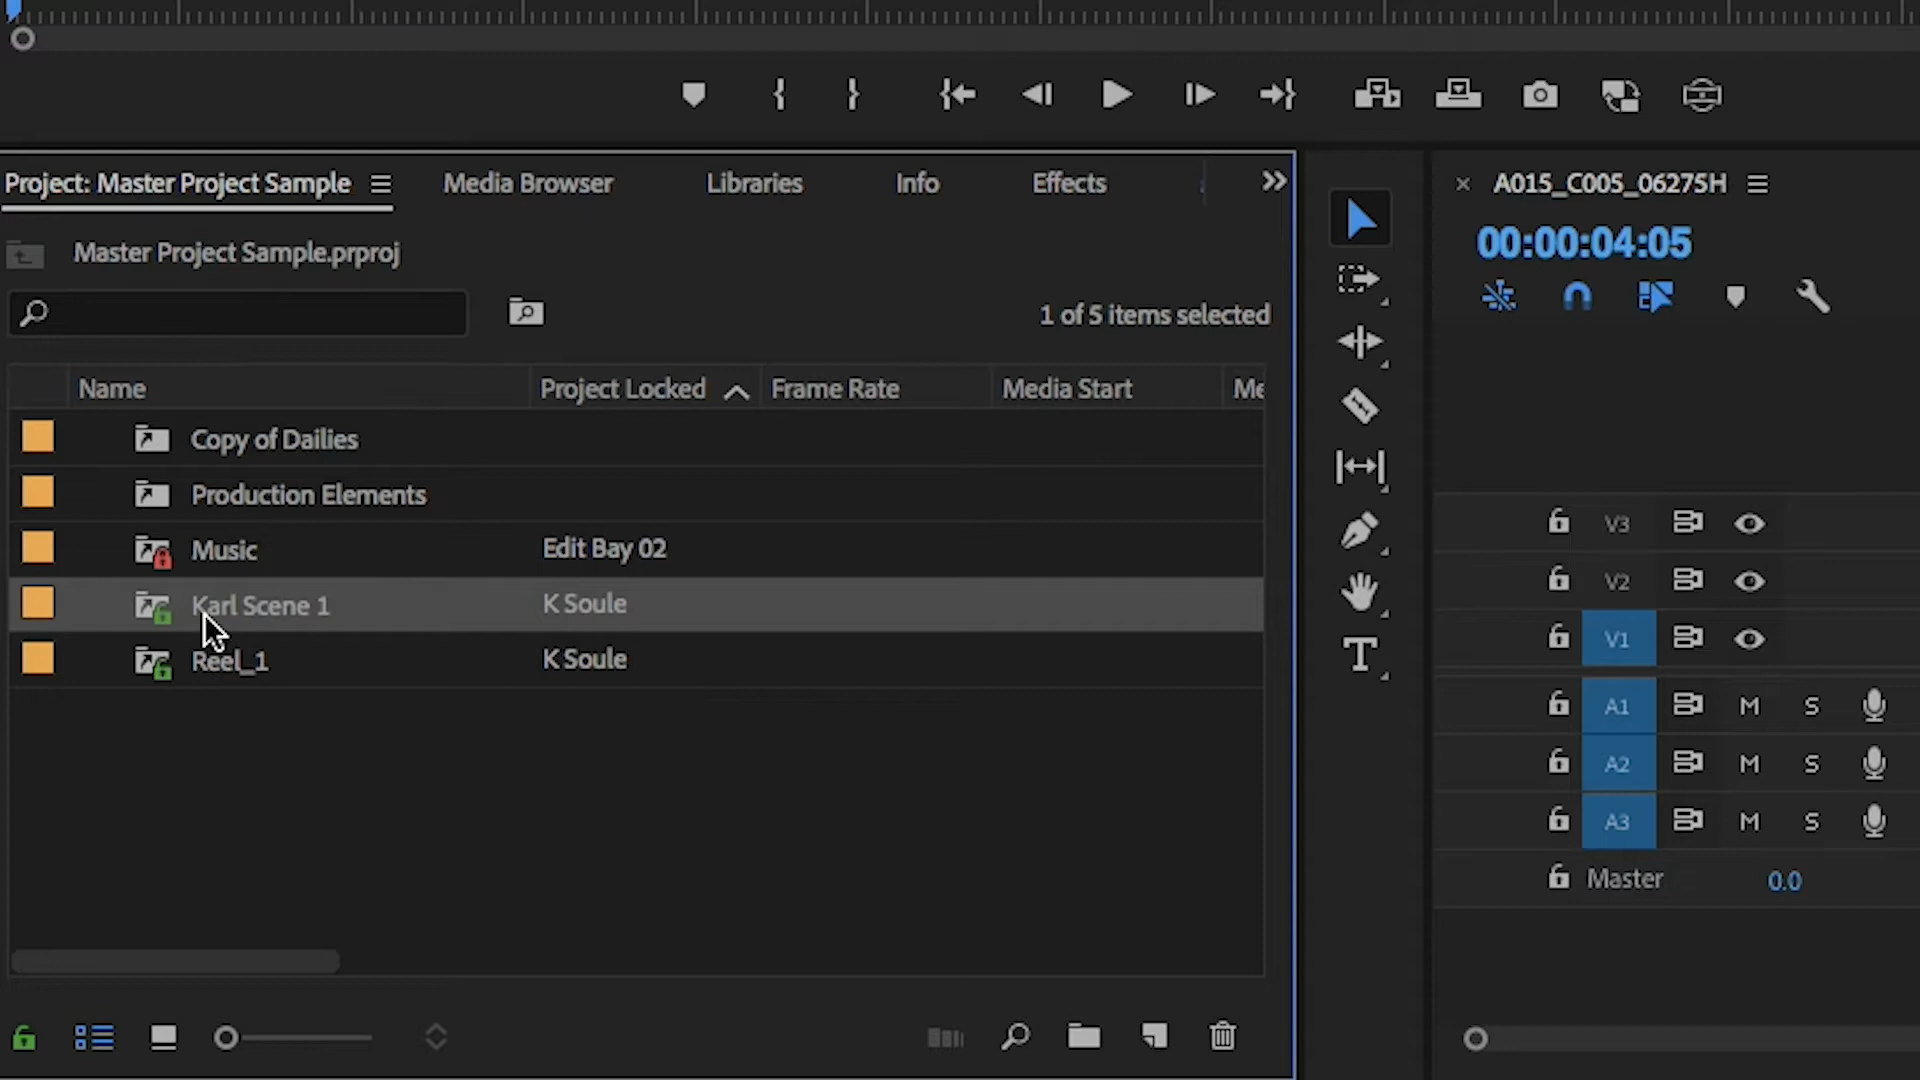 Project: Master Project Sample
Media Browser
Libraries
Info
Effects
Master Project Sample.prproj
1 of 5 items selected
Name
Project Locked
Frame Rate
Media Start
Me
Copy of Dailies
Production Elements
Music
Edit Bay 02
Karl Scene 1
K Soule
Reel_1
K Soule
A015_C005_06275H
00:00:04:05
V3
V2
V1
A1 M S
A2 M S
A3 M S
Master 0.0